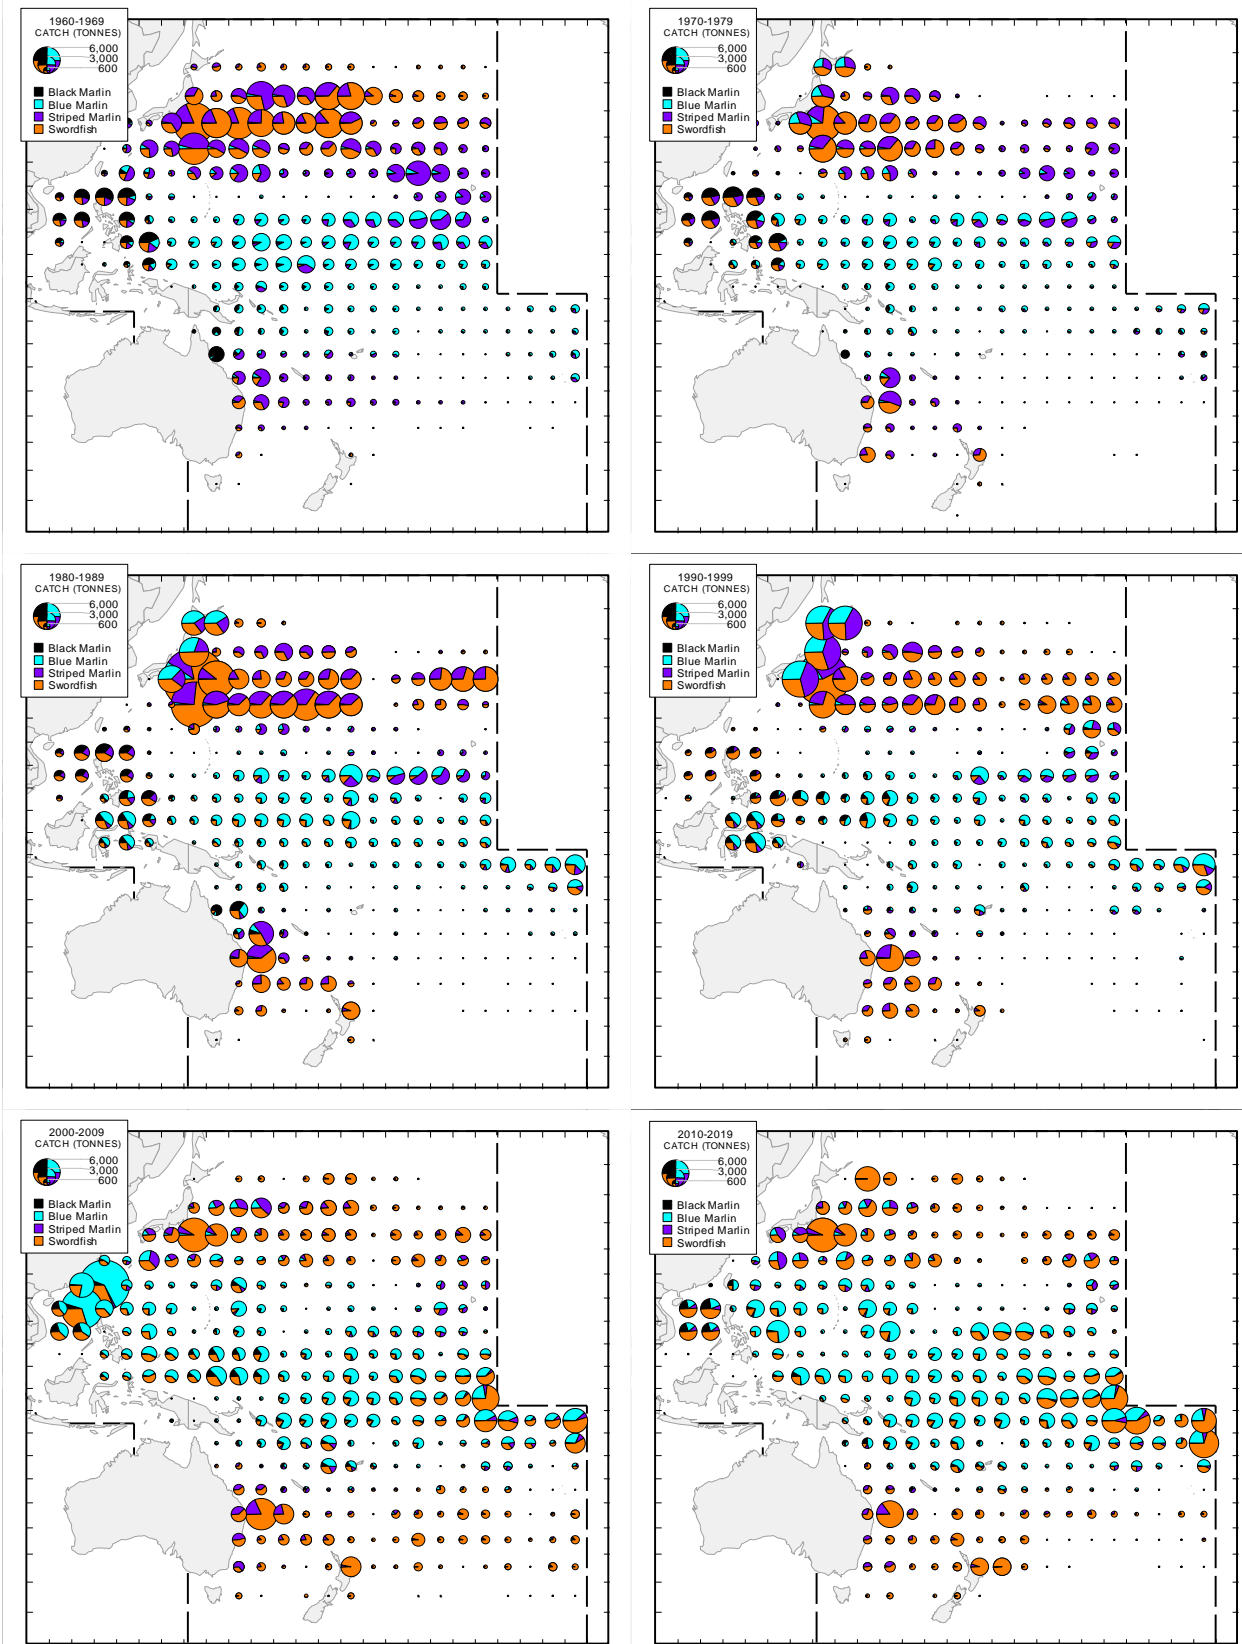 1960-1969
CATCH (TONNES)
6,000
3,000
600
Black Marlin
Blue Marlin
Striped Marlin
Swordfish
1970-1979
CATCH (TONNES)
6,000
3,000
600
Black Marlin
Blue Marlin
Striped Marlin
Swordfish
1980-1989
CATCH (TONNES)
6,000
3,000
600
Black Marlin
Blue Marlin
Striped Marlin
Swordfish
1990-1999
CATCH (TONNES)
6,000
3,000
600
Black Marlin
Blue Marlin
Striped Marlin
Swordfish
2000-2009
CATCH (TONNES)
6,000
3,000
600
Black Marlin
Blue Marlin
Striped Marlin
Swordfish
2010-2019
CATCH (TONNES)
6,000
3,000
600
Black Marlin
Blue Marlin
Striped Marlin
Swordfish